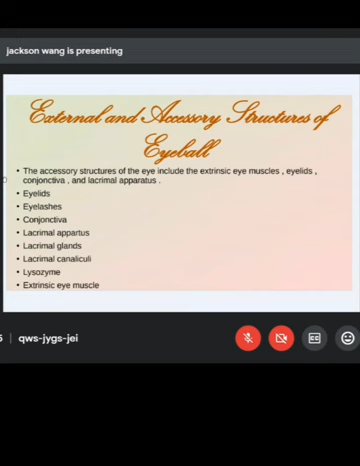 jackson wang is presenting
External and Accessory Structures of
Eyeball
• The accessory structures of the eye include the extrinsic eye muscles , eyelids ,
conjunctiva , and lacrimal apparatus .
• Eyelids
• Eyelashes
• Conjonctiva
• Lacrimal appartus
• Lacrimal glands
• Lacrimal canaliculi
• Lysozyme
• Extrinsic eye muscle
qws-jygs-jei
CC